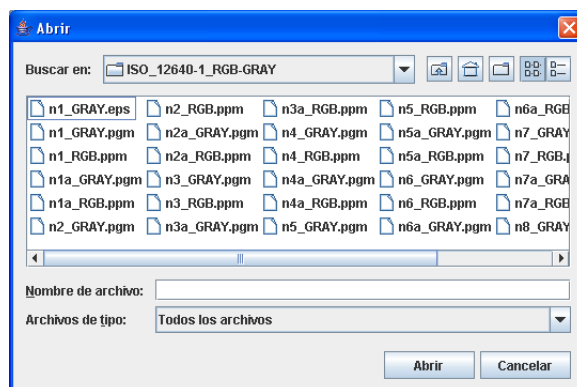 Abrir
Buscar en: ISO_12640-1_RGB-GRAY
n1_GRAY.eps n2_RGB.ppm n3a_RGB.ppm n5_RGB.ppm n6a_RGB
n1_GRAY.pgm n2a_GRAY.pgm n4_GRAY.pgm n5a_GRAY.pgm n7_GRAY
n1_RGB.ppm n2a_RGB.ppm n4_RGB.ppm n5a_RGB.ppm n7_RGB.
n1a_GRAY.pgm n3_GRAY.pgm n4a_GRAY.pgm n6_GRAY.pgm n7a_GRA
n1a_RGB.ppm n3_RGB.ppm n4a_RGB.ppm n6_RGB.ppm n7a_RGB
n2_GRAY.pgm n3a_GRAY.pgm n5_GRAY.pgm n6a_GRAY.pgm n8_GRAY
Nombre de archivo:
Archivos de tipo: Todos los archivos
Abrir Cancelar